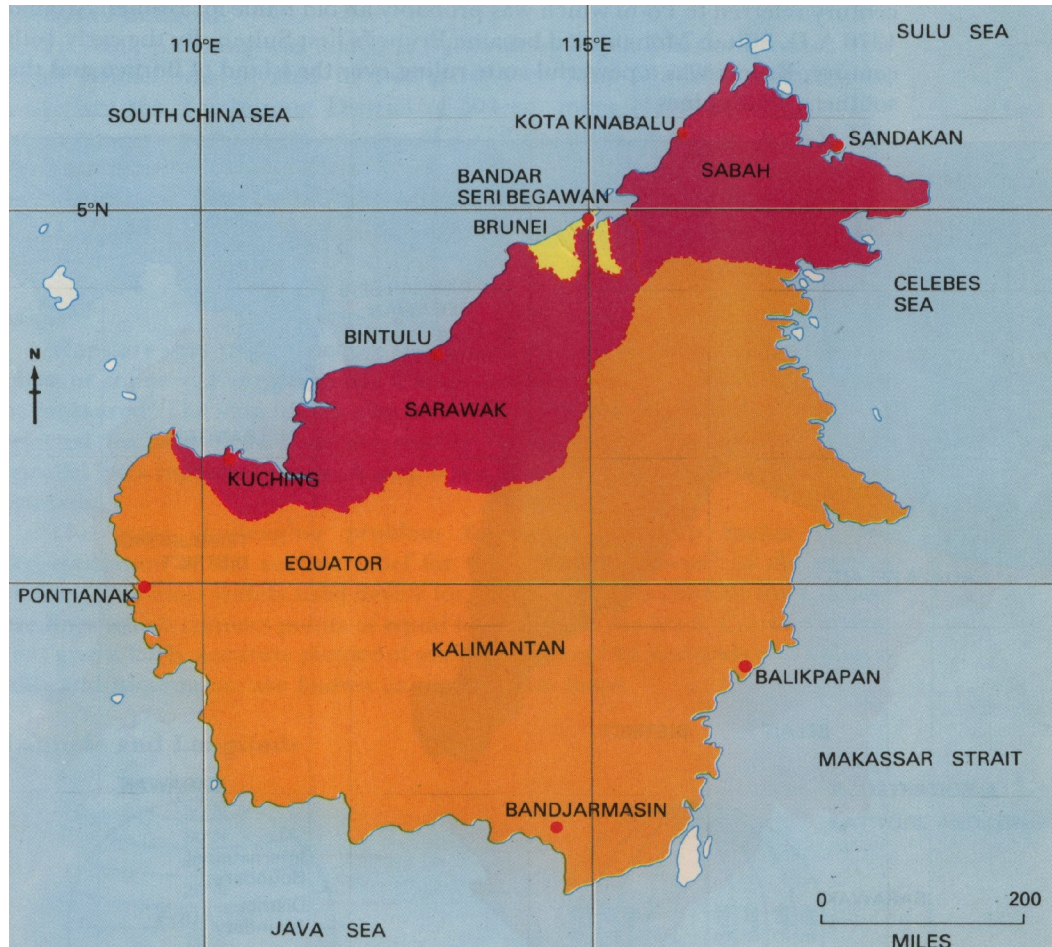 110°E
115°E
SULU SEA
SOUTH CHINA SEA
KOTA KINABALU
SANDAKAN
SABAH
BANDAR
SERI BEGAWAN
5°N
BRUNEI
CELEBES
SEA
BINTULU
N
SARAWAK
KUCHING
EQUATOR
PONTIANAK
KALIMANTAN
BALIKPAPAN
MAKASSAR STRAIT
BANDJARMASIN
0 200
MILES
JAVA SEA